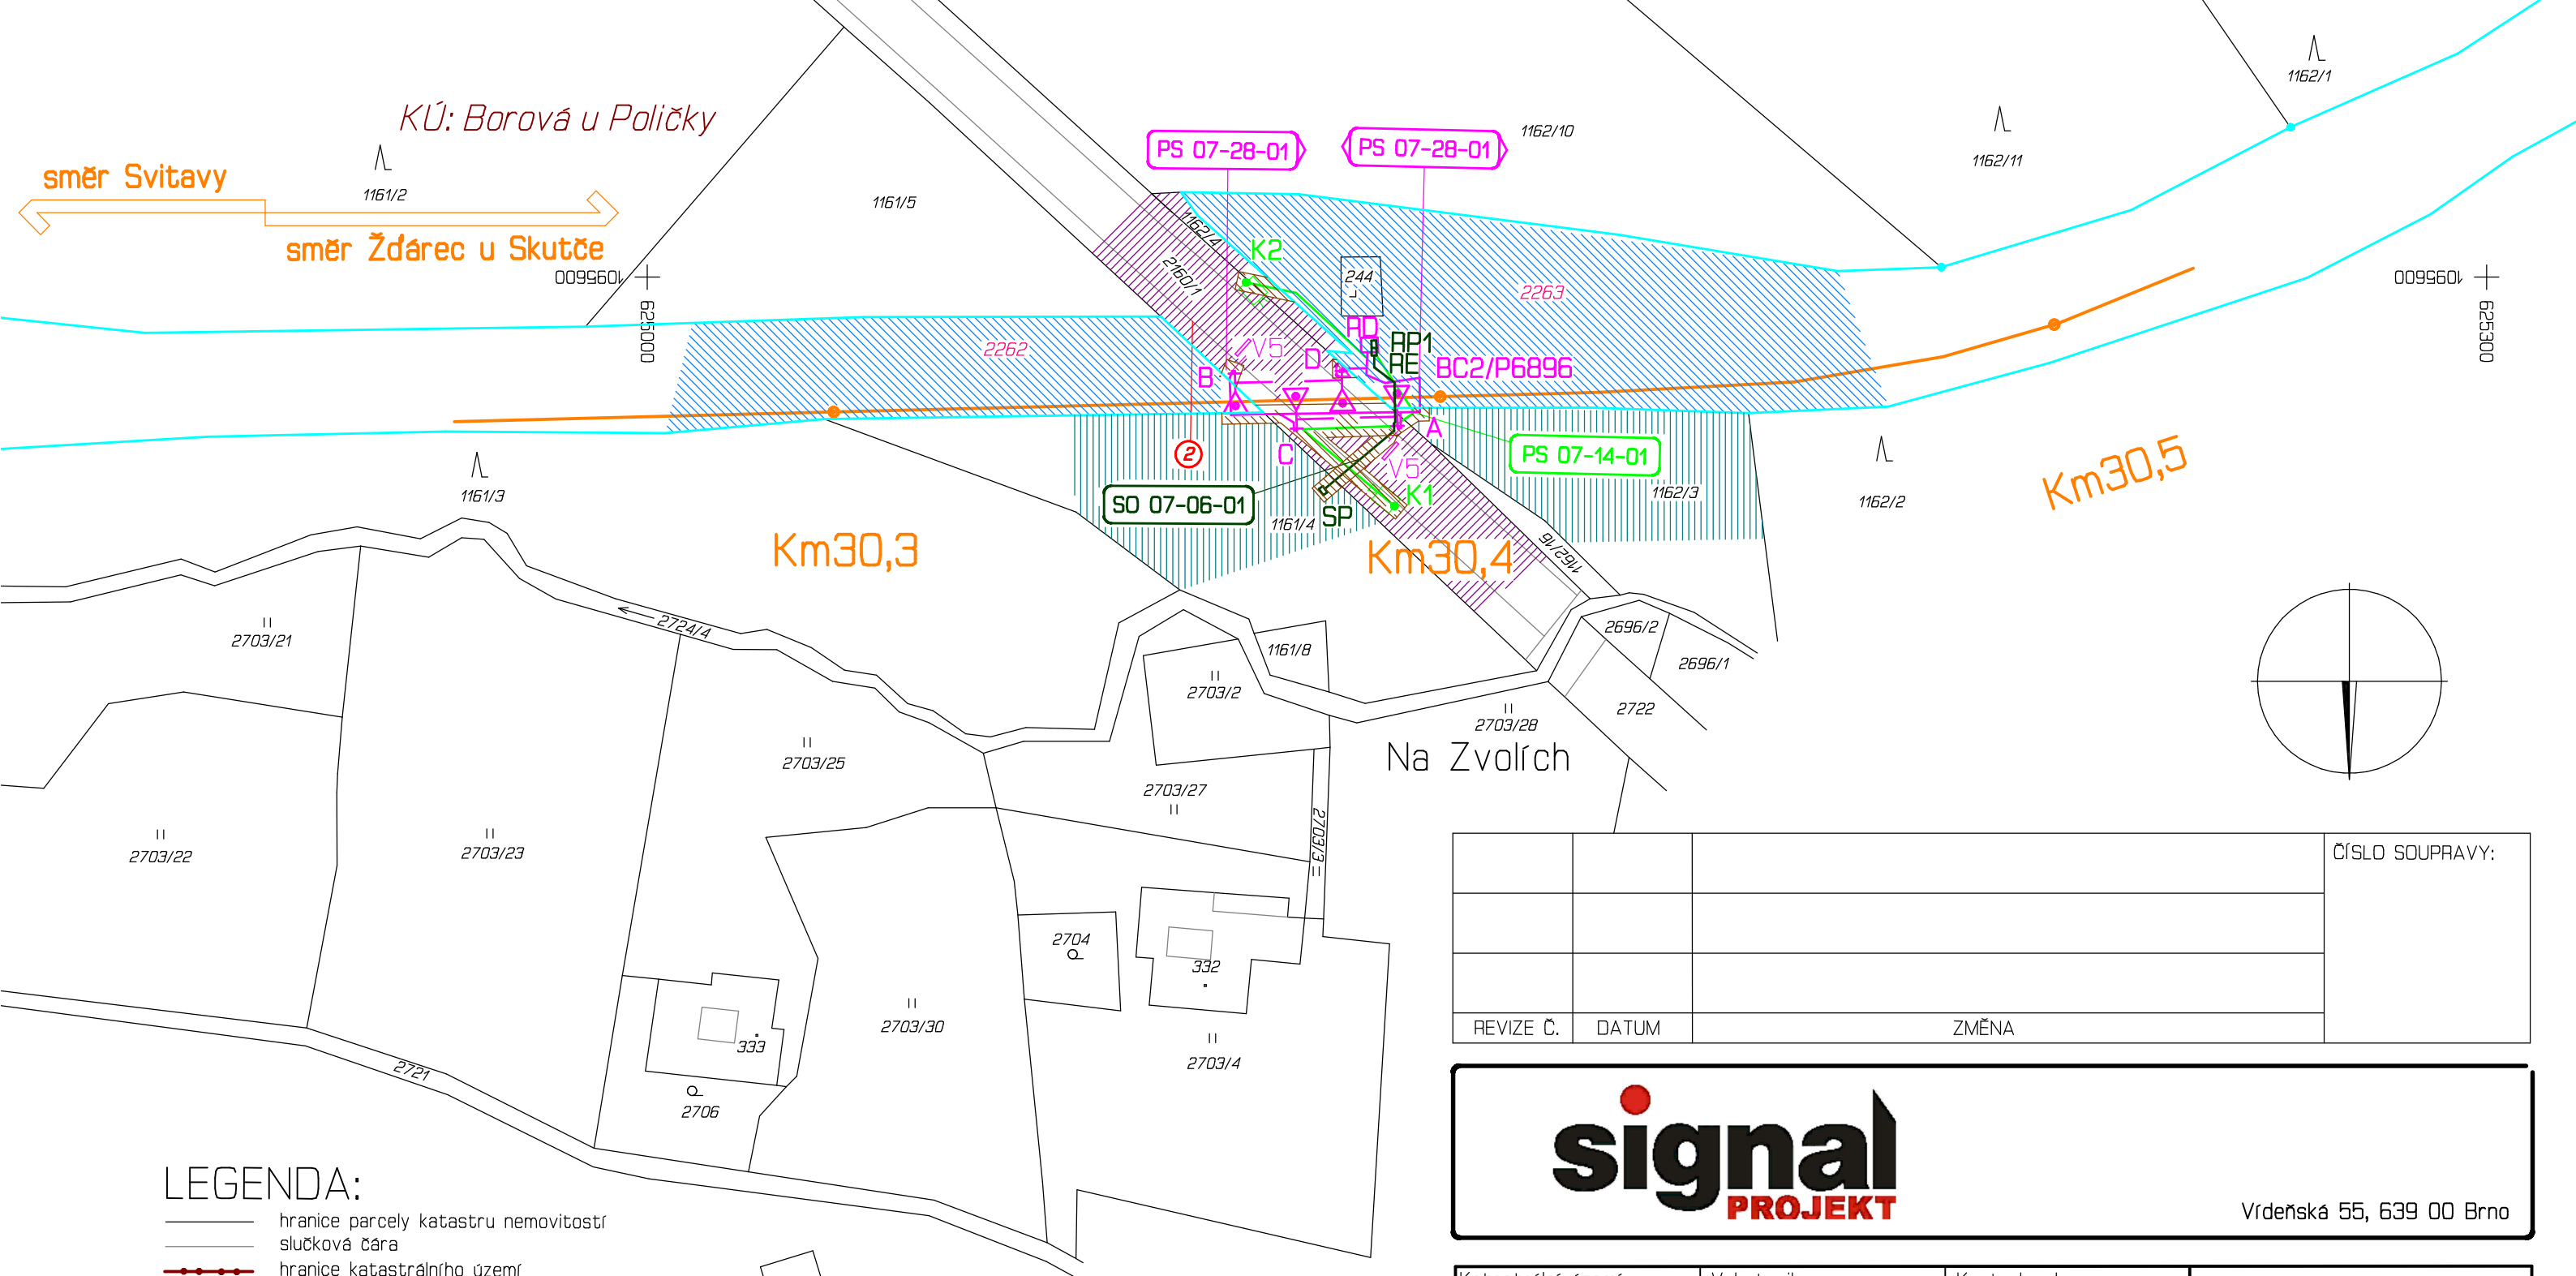 1162/1
KÚ: Borová u Poličky
PS 07-28-01
PS 07-28-01
1162/10
1162/11
směr Svitavy
1161/2
1161/5
směr Žďárec u Skutče
1162/4
2160/1
K2
244
2263
1095600
625000
1095600
625300
2262
V5
RD
RP1
RE
D
B
BC2/P6896
2
C
A
PS 07-14-01
V5
K1
SO 07-06-01
SP
1161/4
1162/3
1162/2
Km30,5
1161/3
Km30,3
Km30,4
1162/16
2703/21
2724/4
1161/8
2696/2
2696/1
2703/2
2722
2703/28
2703/25
Na Zvolích
2703/27
2703/3
2703/22
2703/23
2704
332
333
2703/30
2703/4
2721
2706
ČÍSLO SOUPRAVY:
REVIZE Č.
DATUM
ZMĚNA
signal
PROJEKT
Vídeňská 55, 639 00 Brno
LEGENDA:
hranice parcely katastru nemovitostí
slučková čára
hranice katastrálního území